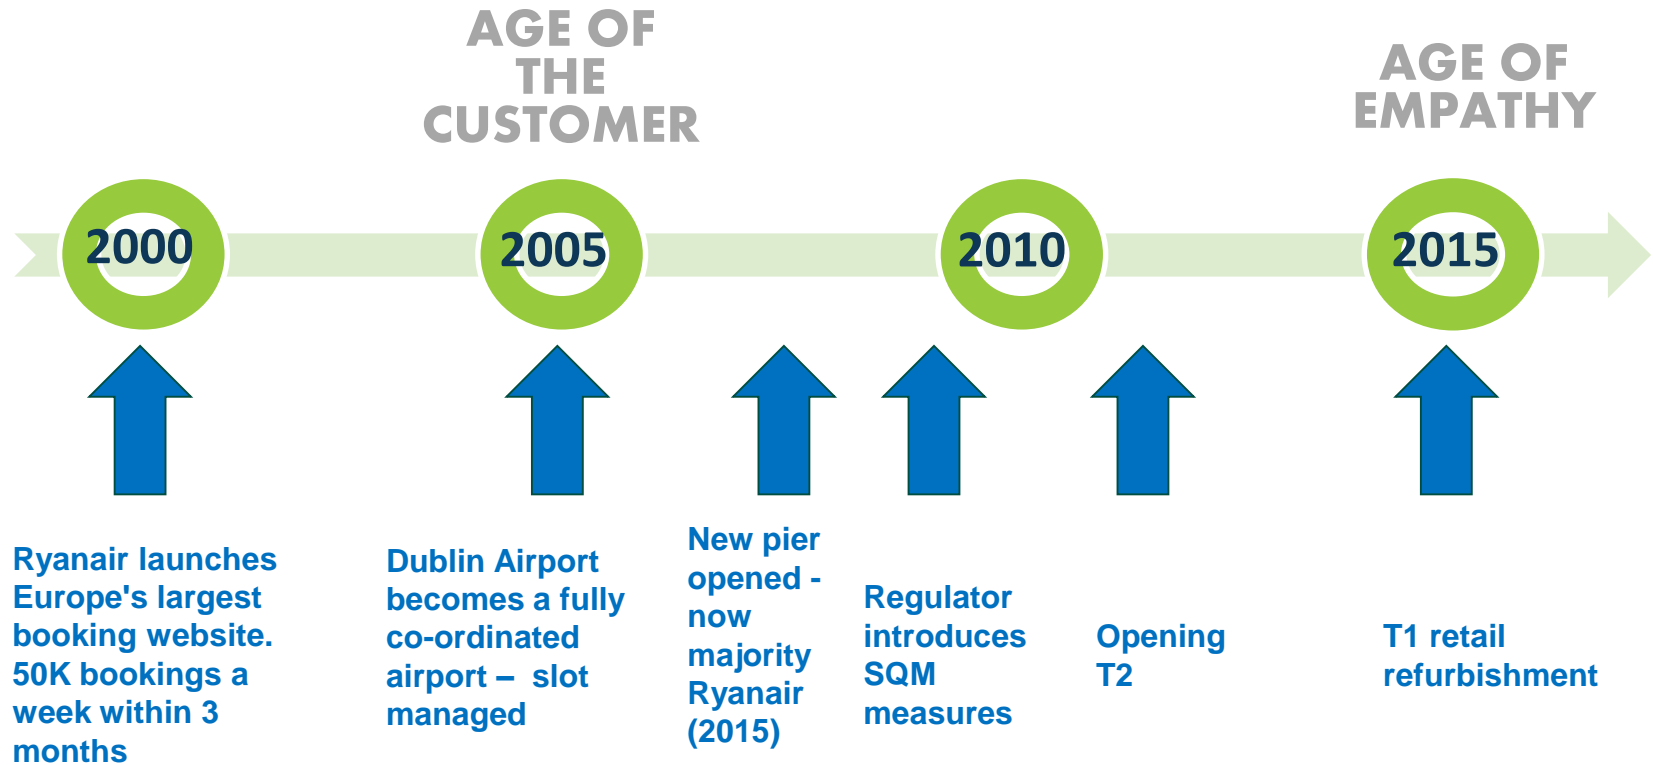 AGE OF
THE
CUSTOMER
AGE OF
EMPATHY
2000
2005
2010
2015
Ryanair launches
Europe's largest
booking website.
50K bookings a
week within 3
months
Dublin Airport
becomes a fully
co-ordinated
airport – slot
managed
New pier
opened -
now
majority
Ryanair
(2015)
Regulator
introduces
SQM
measures
Opening
T2
T1 retail
refurbishment